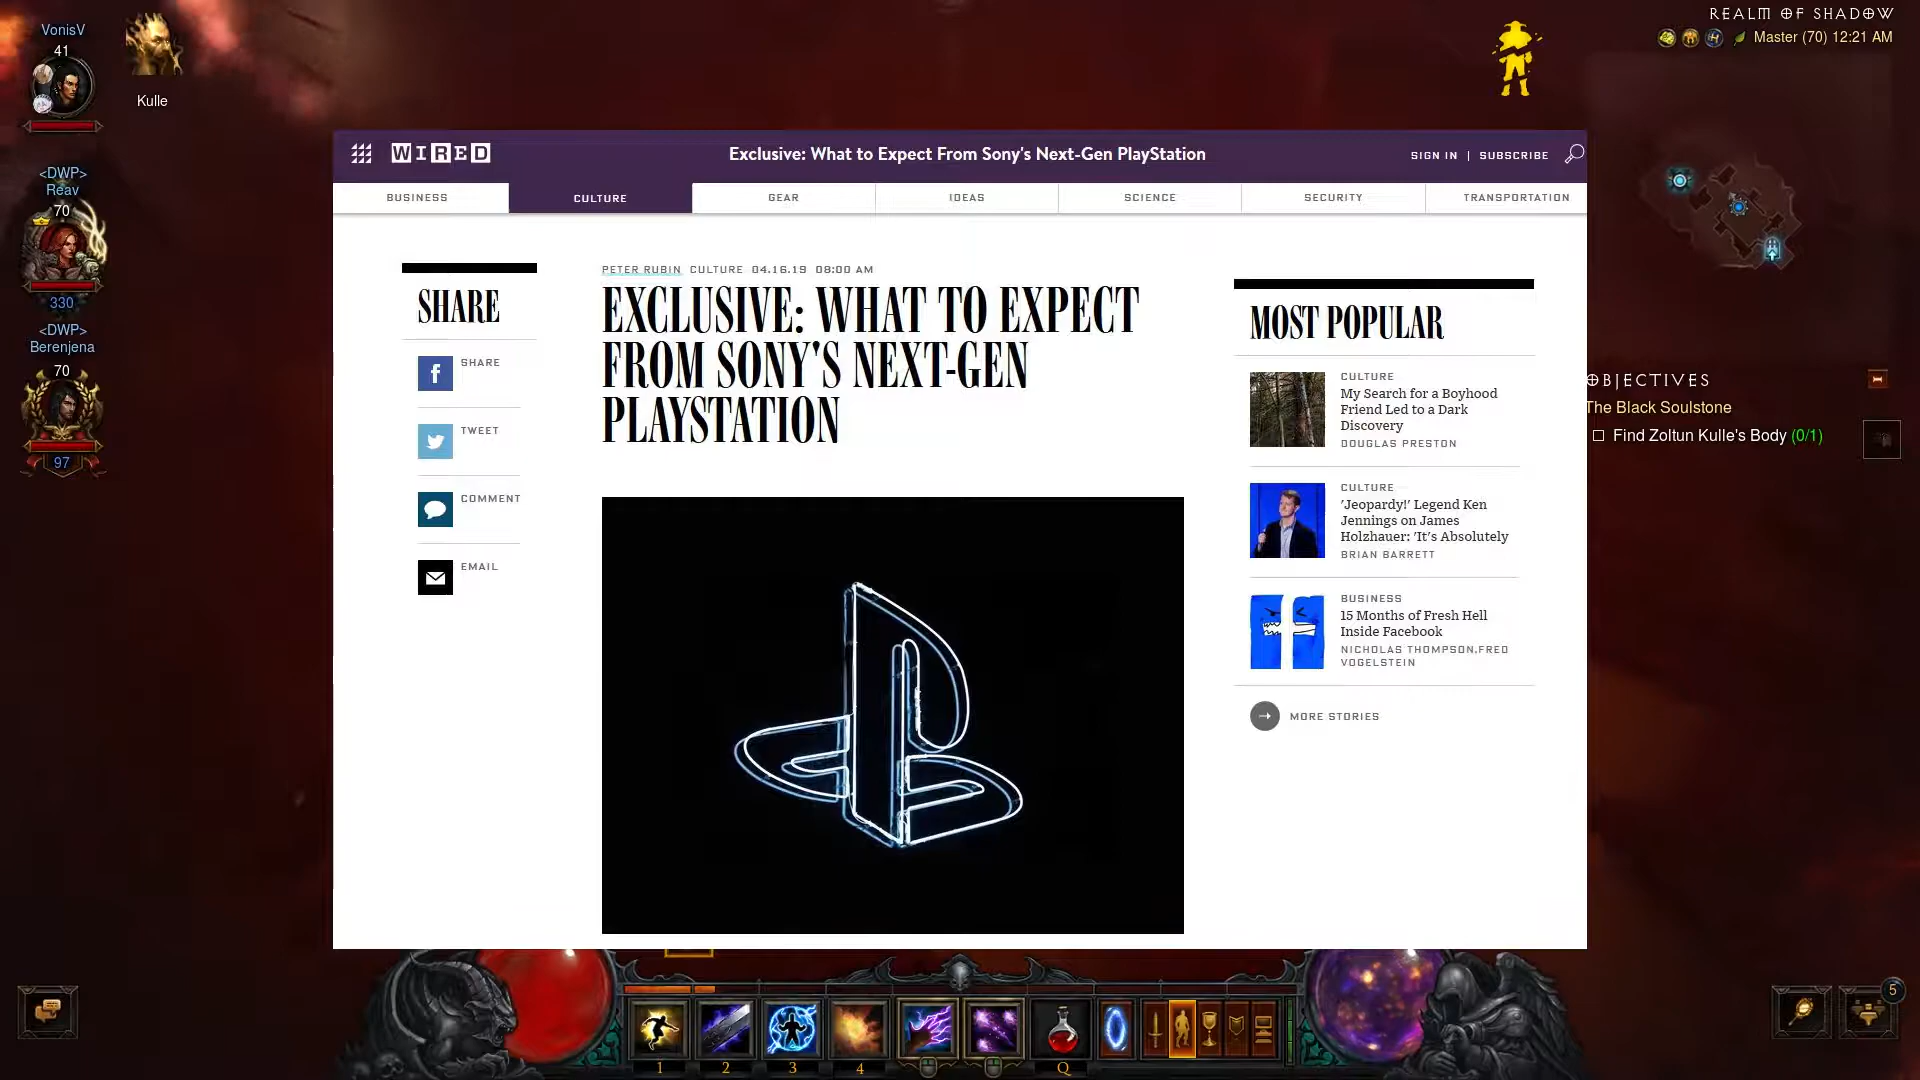 VonisV
41
Kulle
<DWP>
Reav
70
330
<DWP>
Berenjena
70
97
REALM OF SHADOW
Master (70) 12:21 AM
OBJECTIVES
The Black Soulstone
Find Zoltun Kulle's Body (0/1)
WIRED
Exclusive: What to Expect From Sony's Next-Gen PlayStation
SIGN IN | SUBSCRIBE
BUSINESS
CULTURE
GEAR
IDEAS
SCIENCE
SECURITY
TRANSPORTATION
SHARE
SHARE
TWEET
COMMENT
EMAIL
PETER RUBIN CULTURE 04.16.19 08:00 AM
EXCLUSIVE: WHAT TO EXPECT
FROM SONY'S NEXT-GEN
PLAYSTATION
MOST POPULAR
CULTURE
My Search for a Boyhood
Friend Led to a Dark
Discovery
DOUGLAS PRESTON
CULTURE
'Jeopardy!' Legend Ken
Jennings on James
Holzhauer: 'It's Absolutely
BRIAN BARRETT
BUSINESS
15 Months of Fresh Hell
Inside Facebook
NICHOLAS THOMPSON,FRED
VOGELSTEIN
MORE STORIES
1
2
3
4
Q
5